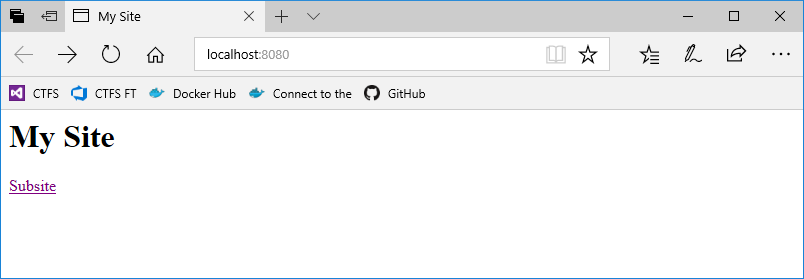 My Site
localhost:8080
CTFS CTFS FT Docker Hub Connect to the GitHub
My Site
Subsite